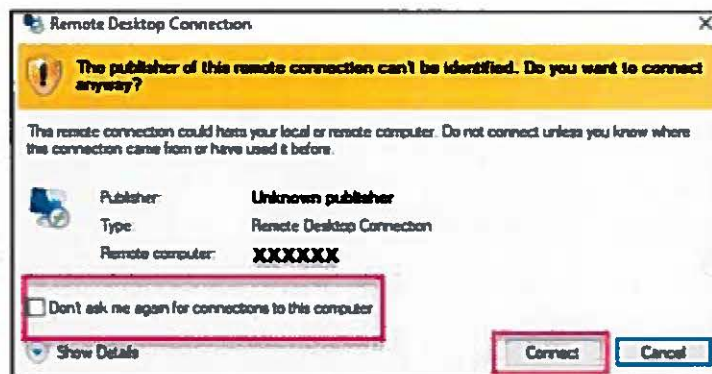 Remote Desktop Connection
The publisher of this remote connection can't be identified. Do you want to connect
anyway?
This remote connection could harm your local or remote computer. Do not connect unless you know where
this connection came from or have used it before.
Publisher: Unknown publisher
Type: Remote Desktop Connection
Remote computer: XXXXXX
Don't ask me again for connections to this computer
Show Details
Connect
Cancel